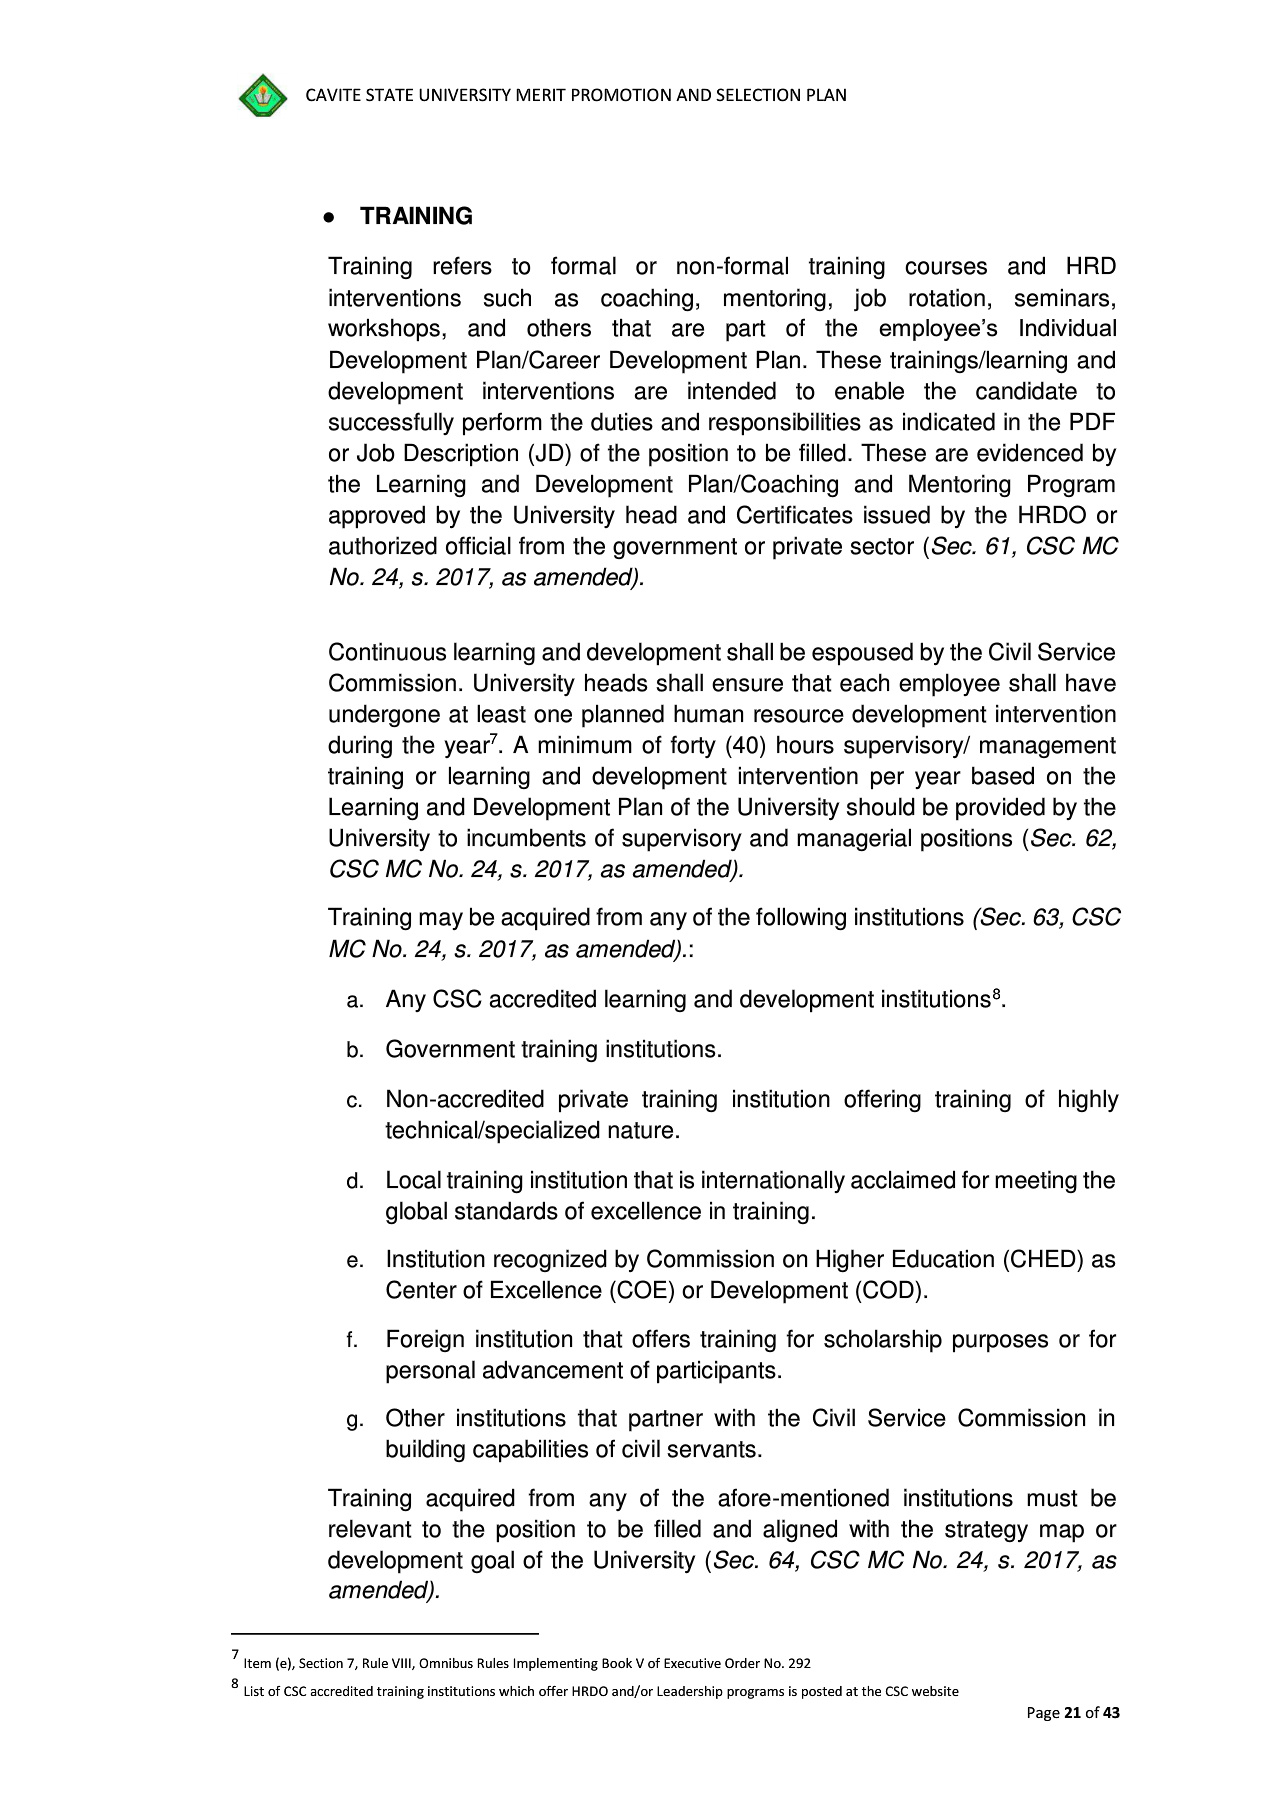 CAVITE STATE UNIVERSITY MERIT PROMOTION AND SELECTION PLAN
● TRAINING
Training refers to formal or non-formal training courses and HRD
interventions such as coaching, mentoring, job rotation, seminars,
workshops, and others that are part of the employee’s Individual
Development Plan/Career Development Plan. These trainings/learning and
development interventions are intended to enable the candidate to
successfully perform the duties and responsibilities as indicated in the PDF
or Job Description (JD) of the position to be filled. These are evidenced by
the Learning and Development Plan/Coaching and Mentoring Program
approved by the University head and Certificates issued by the HRDO or
authorized official from the government or private sector (Sec. 61, CSC MC
No. 24, s. 2017, as amended).
Continuous learning and development shall be espoused by the Civil Service
Commission. University heads shall ensure that each employee shall have
undergone at least one planned human resource development intervention
during the year7. A minimum of forty (40) hours supervisory/ management
training or learning and development intervention per year based on the
Learning and Development Plan of the University should be provided by the
University to incumbents of supervisory and managerial positions (Sec. 62,
CSC MC No. 24, s. 2017, as amended).
Training may be acquired from any of the following institutions (Sec. 63, CSC
MC No. 24, s. 2017, as amended).:
a. Any CSC accredited learning and development institutions8.
b. Government training institutions.
c. Non-accredited private training institution offering training of highly
technical/specialized nature.
d. Local training institution that is internationally acclaimed for meeting the
global standards of excellence in training.
e. Institution recognized by Commission on Higher Education (CHED) as
Center of Excellence (COE) or Development (COD).
f. Foreign institution that offers training for scholarship purposes or for
personal advancement of participants.
g. Other institutions that partner with the Civil Service Commission in
building capabilities of civil servants.
Training acquired from any of the afore-mentioned institutions must be
relevant to the position to be filled and aligned with the strategy map or
development goal of the University (Sec. 64, CSC MC No. 24, s. 2017, as
amended).
7 Item (e), Section 7, Rule VIII, Omnibus Rules Implementing Book V of Executive Order No. 292
8 List of CSC accredited training institutions which offer HRDO and/or Leadership programs is posted at the CSC website
Page 21 of 43